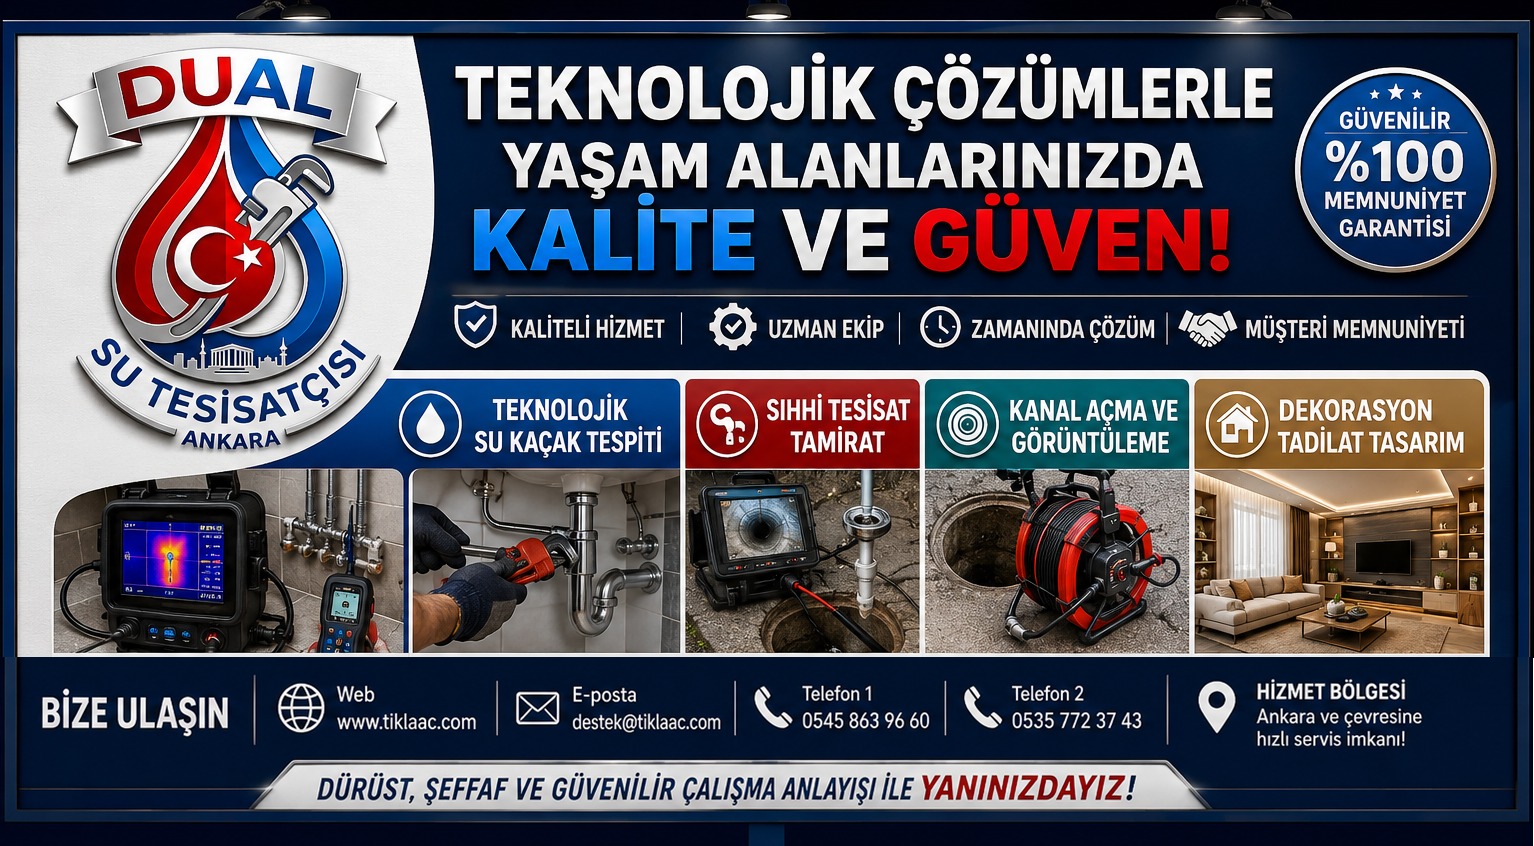 DUAL
SU TESİSATÇISI
ANKARA
TEKNOLOJİK ÇÖZÜMLERLE
YAŞAM ALANLARINIZDA
KALİTE VE GÜVEN!
GÜVENİLİR
%100
MEMNUNİYET
GARANTİSİ
KALİTELİ HİZMET
UZMAN EKİP
ZAMANINDA ÇÖZÜM
MÜŞTERİ MEMNUNİYETİ
TEKNOLOJİK
SU KAÇAK TESPİTİ
SIHHİ TESİSAT
TAMİRAT
KANAL AÇMA VE
GÖRÜNTÜLEME
DEKORASYON
TADİLAT TASARIM
BİZE ULAŞIN
Web
www.tiklaac.com
E-posta
destek@tiklaac.com
Telefon 1
0545 863 96 60
Telefon 2
0535 772 37 43
HİZMET BÖLGESİ
Ankara ve çevresine
hızlı servis imkanı!
DÜRÜST, ŞEFFAF VE GÜVENİLİR ÇALIŞMA ANLAYIŞI İLE YANINIZDAYIZ!